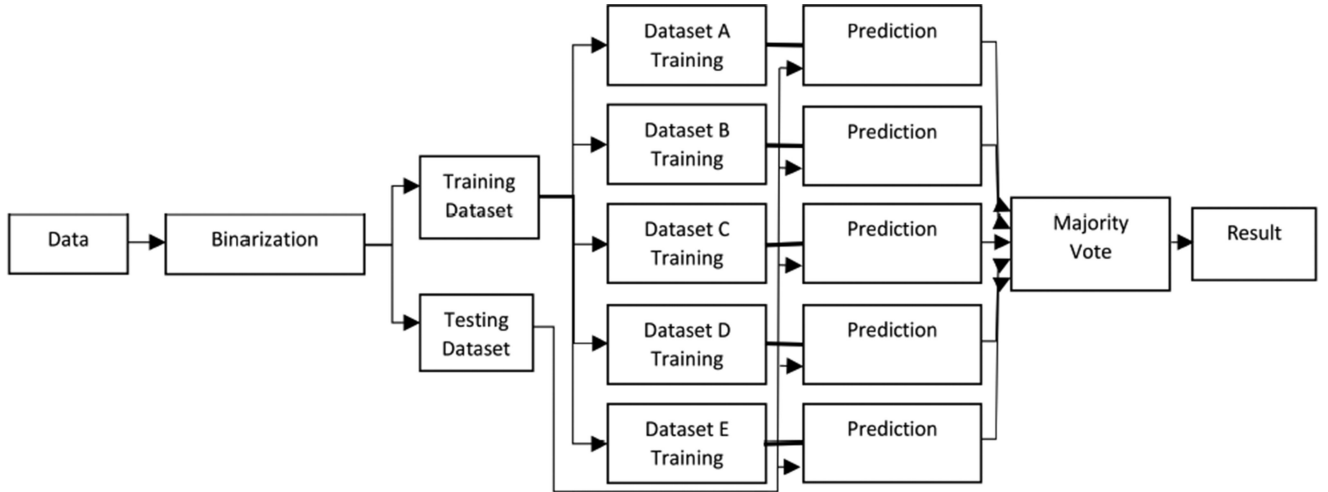 Data
Binarization
Training
Dataset
Testing
Dataset
Dataset A
Training
Dataset B
Training
Dataset C
Training
Dataset D
Training
Dataset E
Training
Prediction
Prediction
Prediction
Prediction
Prediction
Majority
Vote
Result